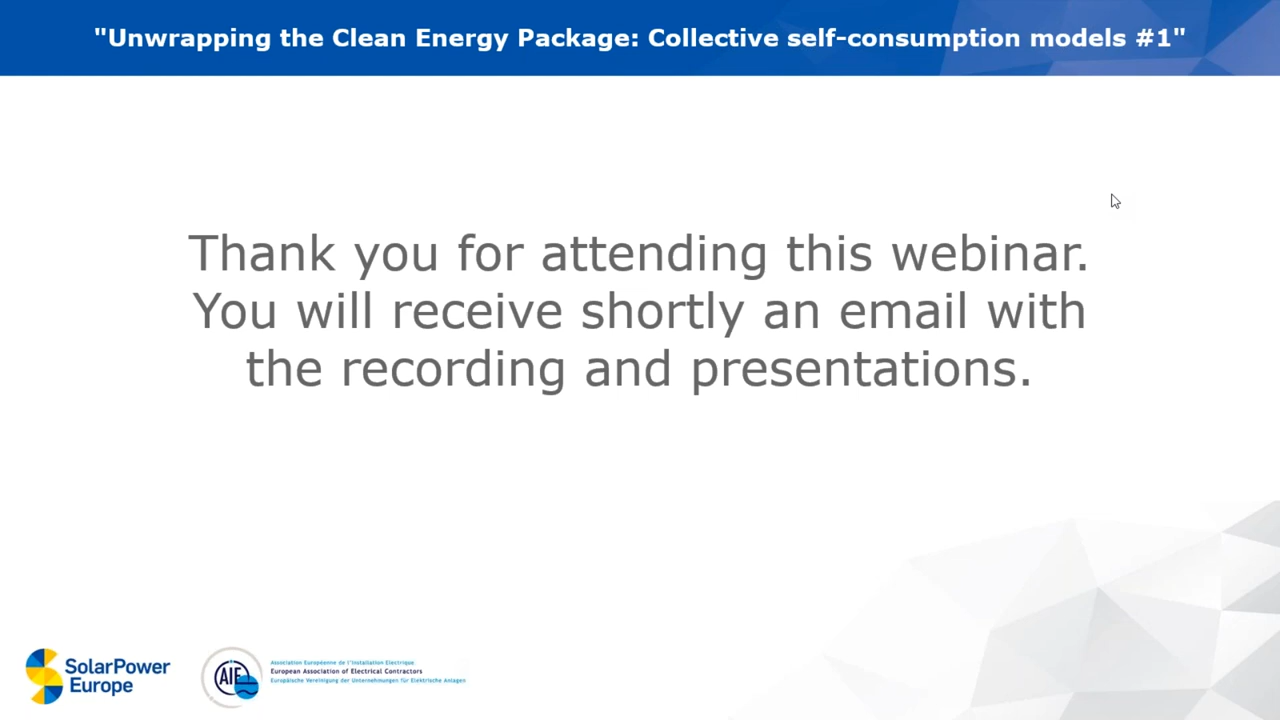 "Unwrapping the Clean Energy Package: Collective self-consumption models #1"
Thank you for attending this webinar.
You will receive shortly an email with
the recording and presentations.
SolarPower
Europe
AIE
Association Européenne de l'Installation Electrique
European Association of Electrical Contractors
Europäische Vereinigung der Unternehmungen für Elektrische Anlagen